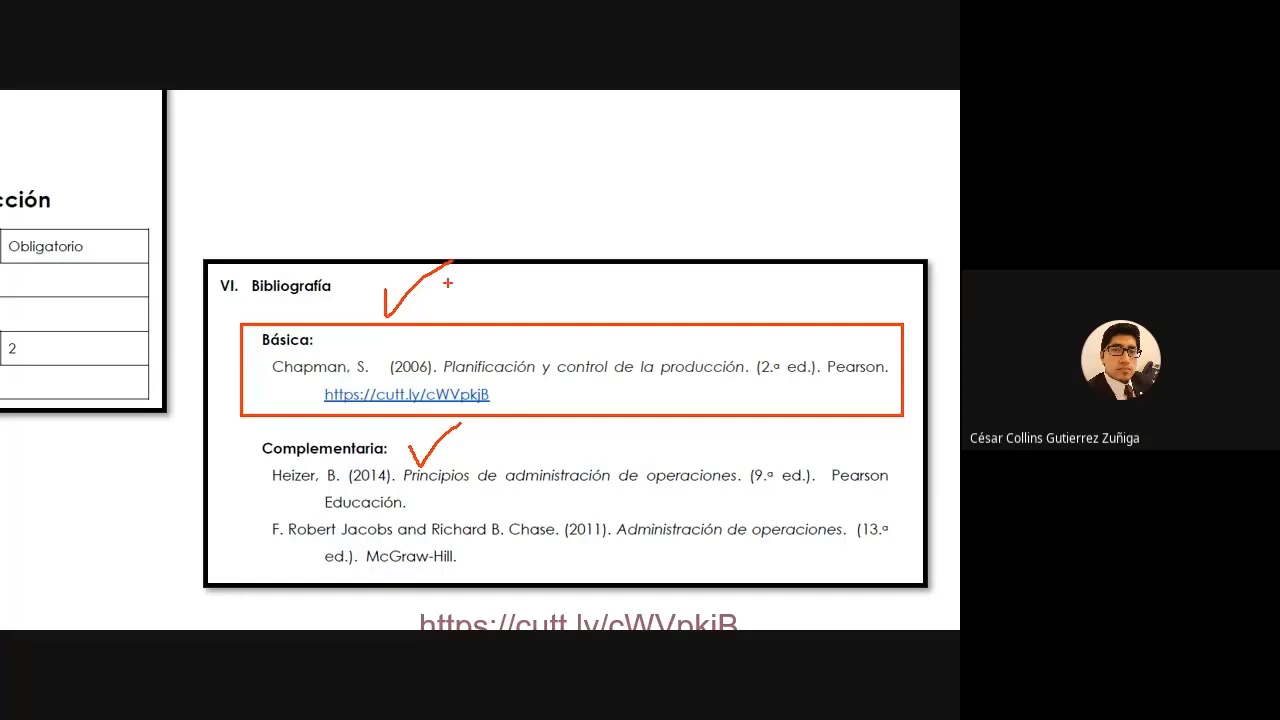 cción
Obligatorio
2
VI. Bibliografía
Básica:
Chapman, S. (2006). Planificación y control de la producción. (2.ª ed.). Pearson.
https://cutt.ly/cWVpkjB
Complementaria:
Heizer, B. (2014). Principios de administración de operaciones. (9.ª ed.). Pearson
Educación.
F. Robert Jacobs and Richard B. Chase. (2011). Administración de operaciones. (13.ª
ed.). McGraw-Hill.
https://cutt.ly/cWVpkjB
César Collins Gutierrez Zuñiga